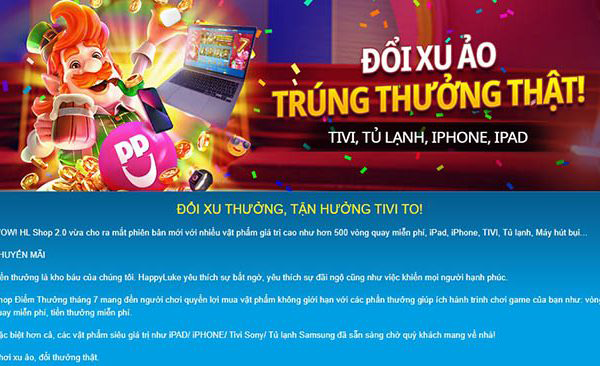 ĐỔI XU ẢO
TRÚNG THƯỞNG THẬT!
TIVI, TỦ LẠNH, IPHONE, IPAD
pp
ĐỔI XU THƯỞNG, TẬN HƯỞNG TIVI TO!
WOW! HL Shop 2.0 vừa cho ra mắt phiên bản mới với nhiều vật phẩm giá trị cao như hơn 500 vòng quay miễn phí, iPad, iPhone, TIVI, Tủ lạnh, Máy hút bụi...
HUYẾN MÃI
ền thưởng là kho báu của chúng tôi. HappyLuke yêu thích sự bất ngờ, yêu thích sự đãi ngộ cũng như việc khiến mọi người hạnh phúc.
hop Điểm Thưởng tháng 7 mang đến người chơi quyền lợi mua vật phẩm không giới hạn với các phần thưởng giúp ích hành trình chơi game của bạn như: vòng
uay miễn phí, tiền thưởng miễn phí.
ặc biệt hơn cả, các vật phẩm siêu giá trị như iPAD/ iPHONE/ Tivi Sony/ Tủ lạnh Samsung đã sẵn sàng chờ quý khách mang về nhà!
hơi xu ảo, đổi thưởng thật.